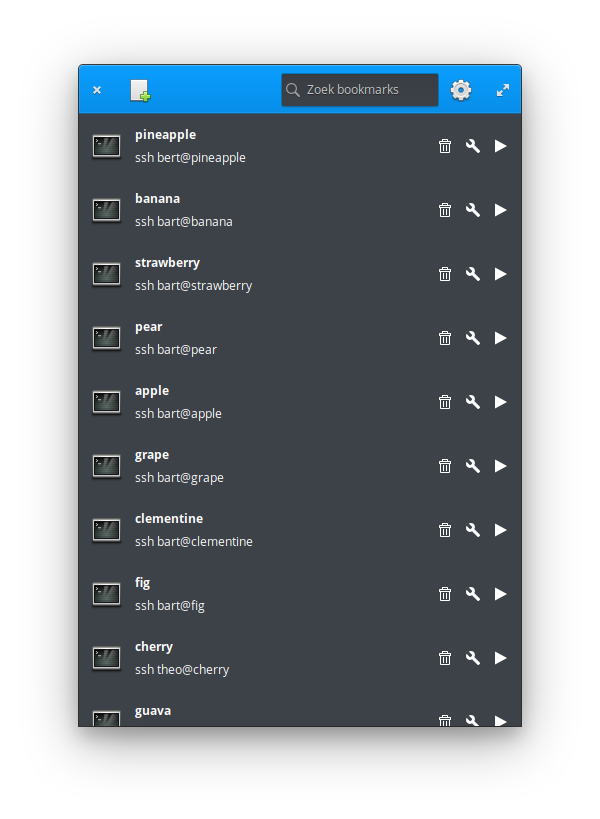 Zoek bookmarks
pineapple
ssh bert@pineapple
banana
ssh bart@banana
strawberry
ssh bart@strawberry
pear
ssh bart@pear
apple
ssh bart@apple
grape
ssh bart@grape
clementine
ssh bart@clementine
fig
ssh bart@fig
cherry
ssh theo@cherry
guava